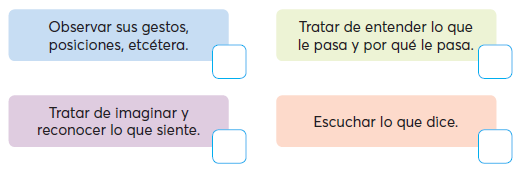 Observar sus gestos,
posiciones, etcétera.
Tratar de entender lo que
le pasa y por qué le pasa.
Tratar de imaginar y
reconocer lo que siente.
Escuchar lo que dice.